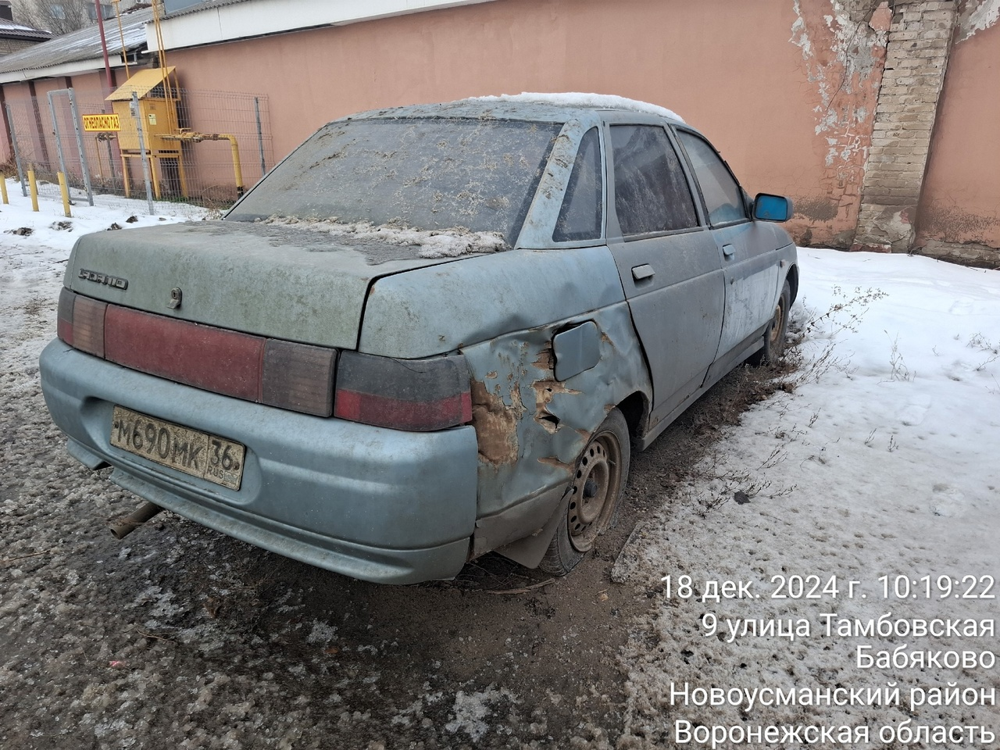 ОГНЕОПАСНО ГАЗ
М690МК 36
RUS
18 дек. 2024 г. 10:19:22
9 улица Тамбовская
Бабяково
Новоусманский район
Воронежская область